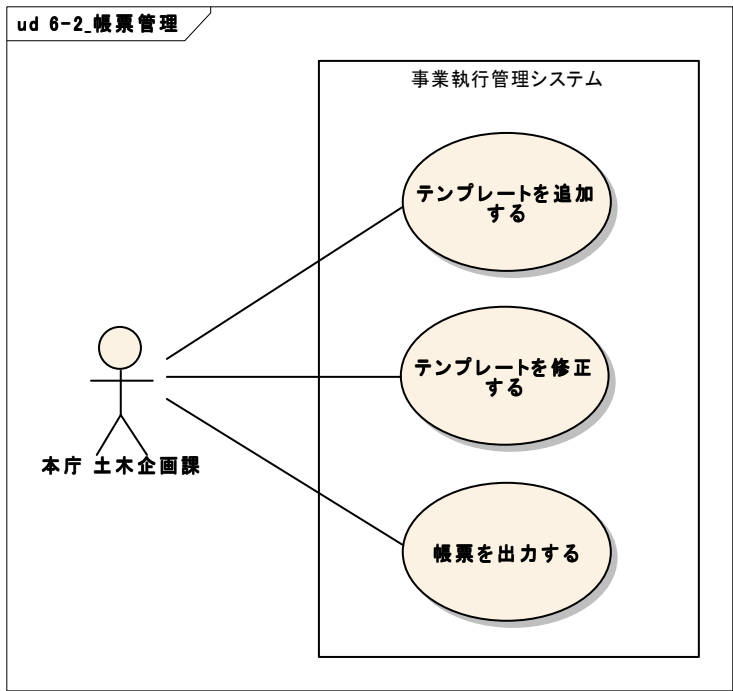 ud 6-2_帳票管理
事業執行管理システム
テンプレートを追加
する
テンプレートを修正
する
本庁 土木企画課
帳票を出力する